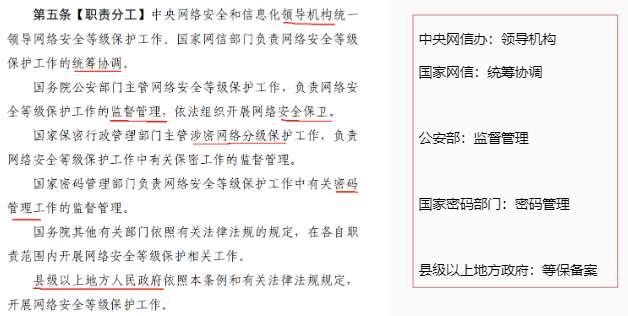 第五条【职责分工】中央网络安全和信息化领导机构统一
领导网络安全等级保护工作。国家网信部门负责网络安全等级
保护工作的统筹协调。
国务院公安部门主管网络安全等级保护工作，负责网络安
全等级保护工作的监督管理，依法组织开展网络安全保卫。
国家保密行政管理部门主管涉密网络分级保护工作，负责
网络安全等级保护工作中有关保密工作的监督管理。
国家密码管理部门负责网络安全等级保护工作中有关密码
管理工作的监督管理。
国务院其他有关部门依照有关法律法规的规定，在各自职
责范围内开展网络安全等级保护相关工作。
县级以上地方人民政府依照本条例和有关法律法规规定，
开展网络安全等级保护工作。
中央网信办：领导机构
国家网信：统筹协调
公安部：监督管理
国家密码部门：密码管理
县级以上地方政府：等保备案